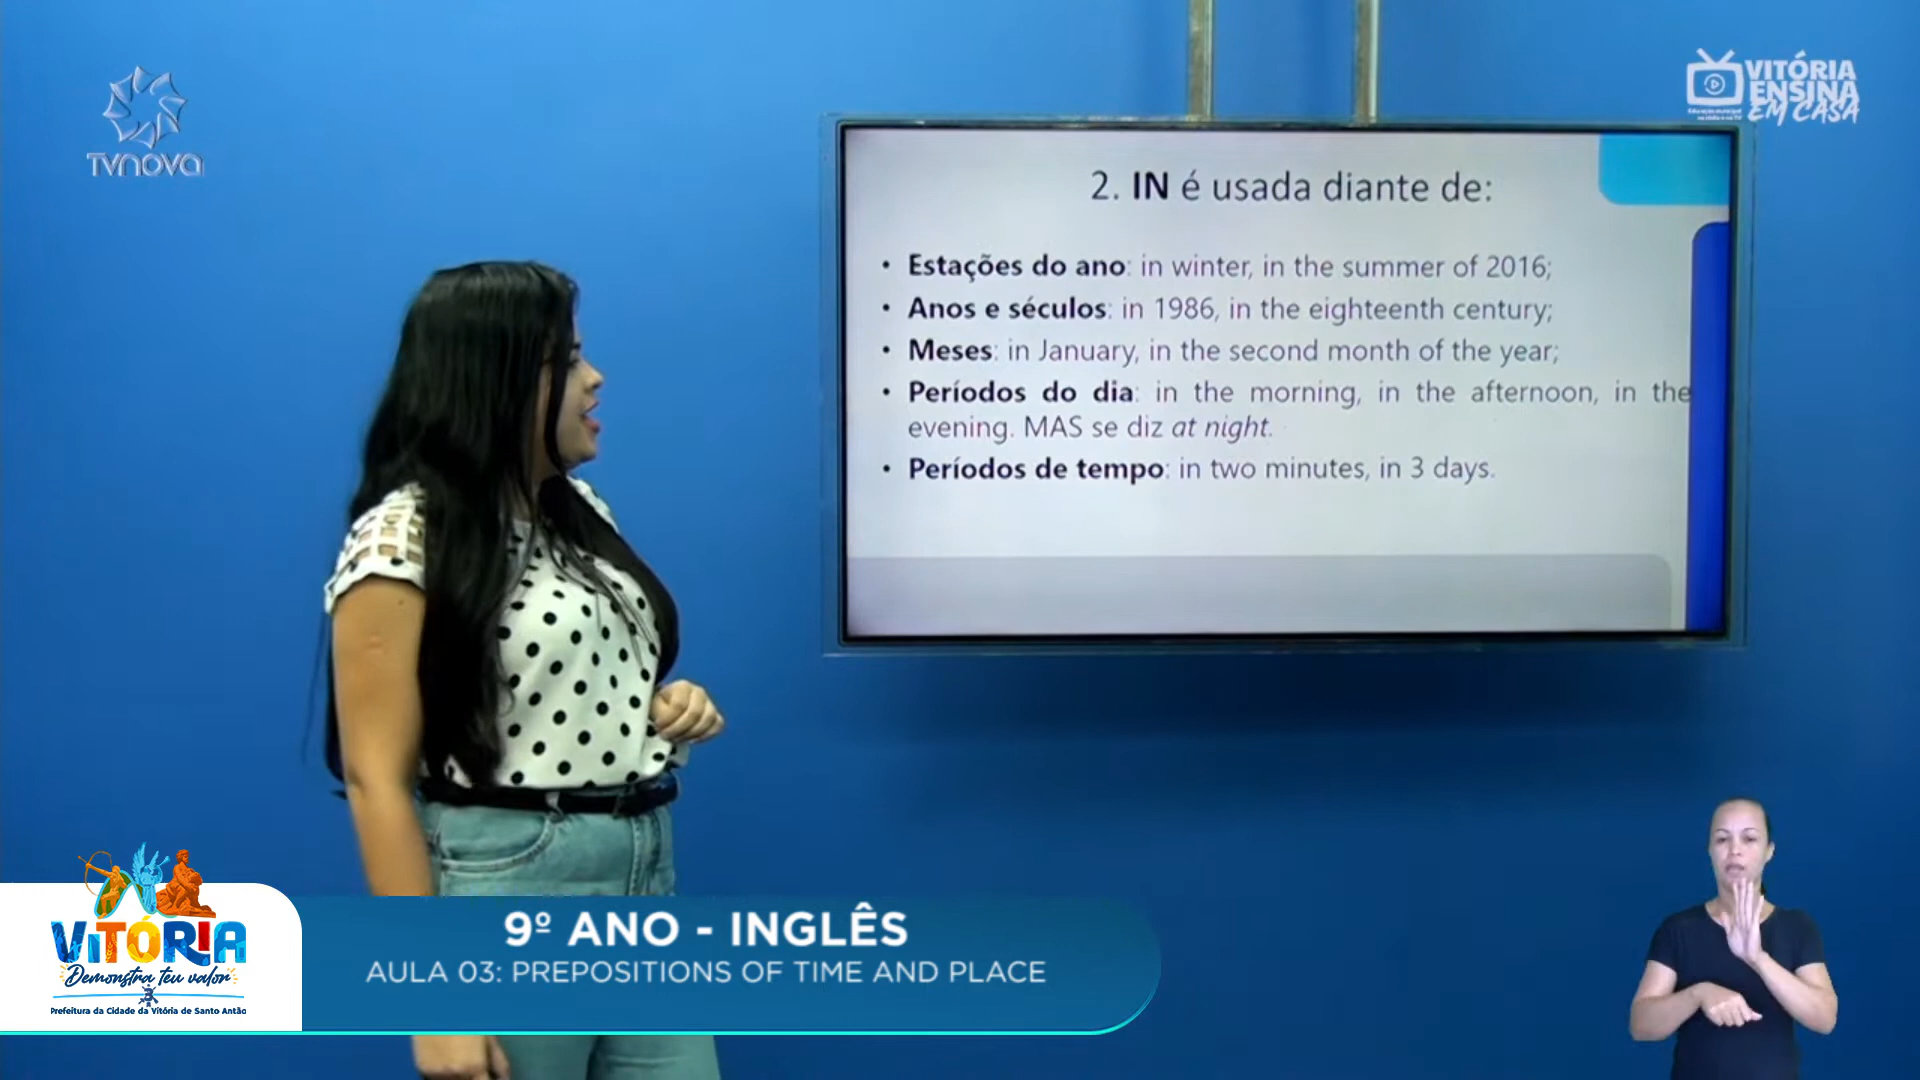 TVNOVA
VITÓRIA
ENSINA
EM CASA
2. IN é usada diante de:
• Estações do ano: in winter, in the summer of 2016;
• Anos e séculos: in 1986, in the eighteenth century;
• Meses: in January, in the second month of the year;
• Períodos do dia: in the morning, in the afternoon, in the
evening. MAS se diz at night.
• Períodos de tempo: in two minutes, in 3 days.
9º ANO - INGLÊS
AULA 03: PREPOSITIONS OF TIME AND PLACE
VITÓRIA
Demonstra teu valor
Prefeitura da Cidade da Vitória de Santo Antão